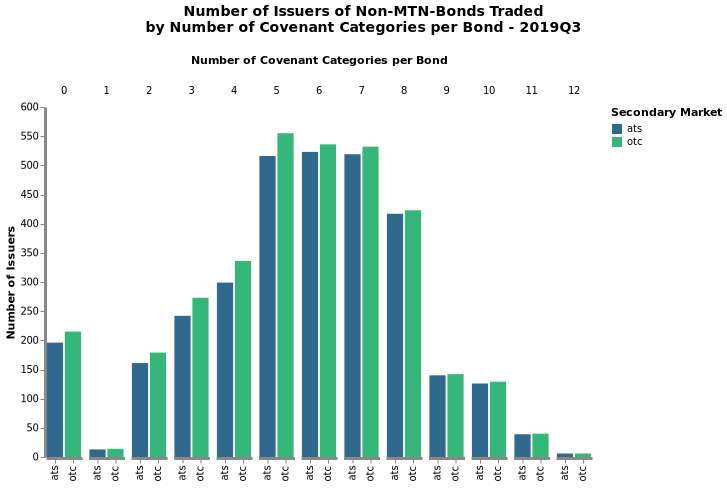 Number of Issuers of Non-MTN-Bonds Traded
by Number of Covenant Categories per Bond - 2019Q3
Number of Covenant Categories per Bond
0 1 2 3 4 5 6 7 8 9 10 11 12
Secondary Market
ats
otc
Number of Issuers
600
550
500
450
400
350
300
250
200
150
100
50
0
ats otc ats otc ats otc ats otc ats otc ats otc ats otc ats otc ats otc ats otc ats otc ats otc ats otc